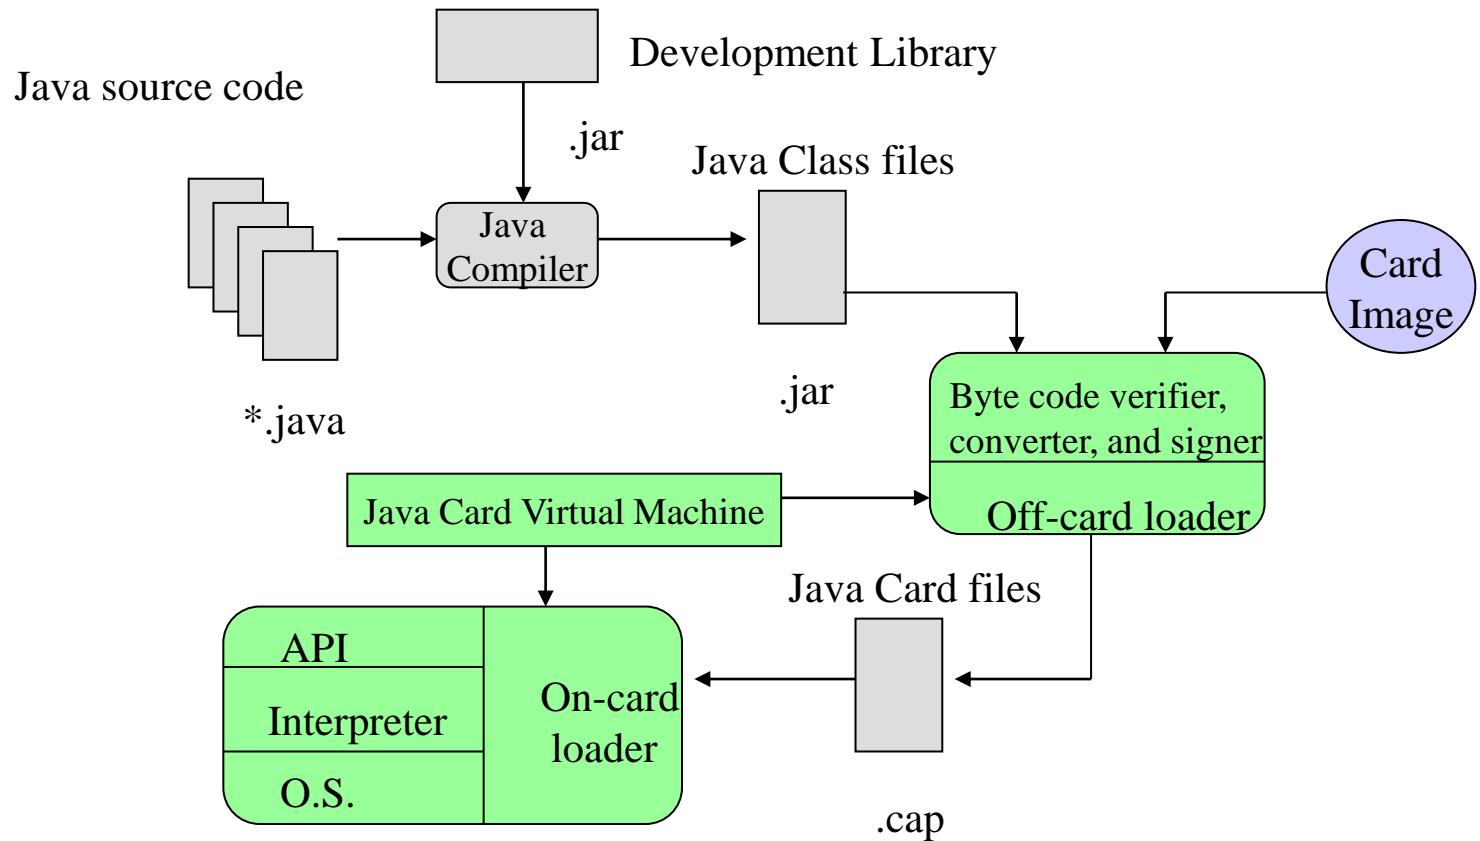 Development Library
Java source code
.jar
Java Class files
Java
Compiler
Card
Image
.jar
*.java
Byte code verifier,
converter, and signer
Java Card Virtual Machine
Off-card loader
Java Card files
API
On-card
Interpreter
loader
O.S.
.cap